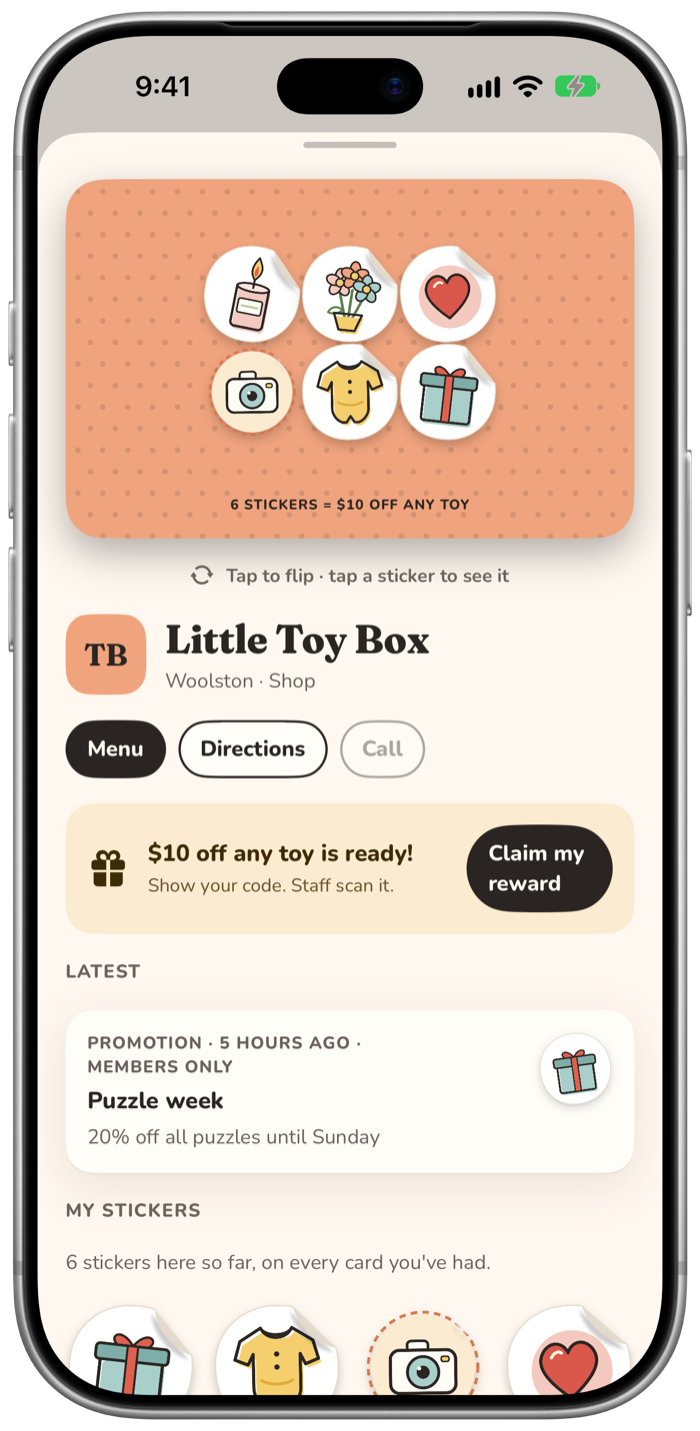 9:41
6 STICKERS = $10 OFF ANY TOY
Tap to flip · tap a sticker to see it
TB
Little Toy Box
Woolston · Shop
Menu
Directions
Call
$10 off any toy is ready!
Show your code. Staff scan it.
Claim my
reward
LATEST
PROMOTION · 5 HOURS AGO ·
MEMBERS ONLY
Puzzle week
20% off all puzzles until Sunday
MY STICKERS
6 stickers here so far, on every card you've had.